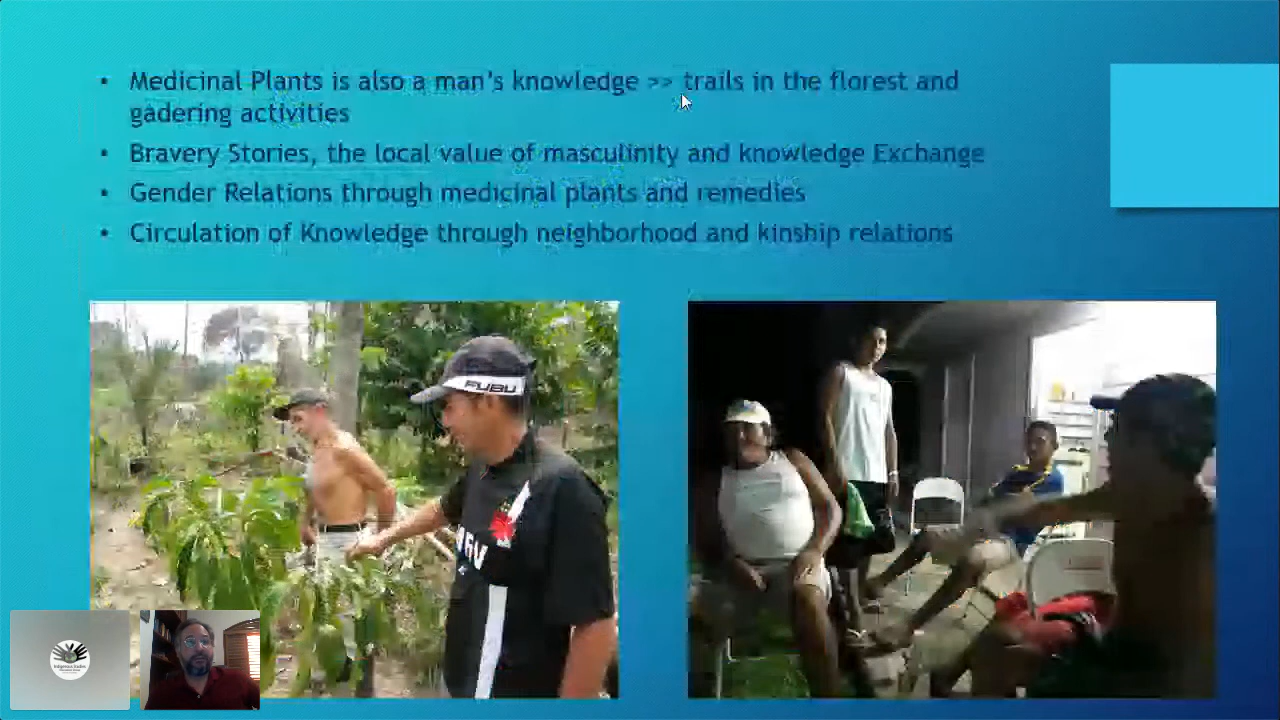 Medicinal Plants is also a man's knowledge >> trails in the florest and
gadering activities
Bravery Stories, the local value of masculinity and knowledge Exchange
Gender Relations through medicinal plants and remedies
Circulation of Knowledge through neighborhood and kinship relations
FUBU